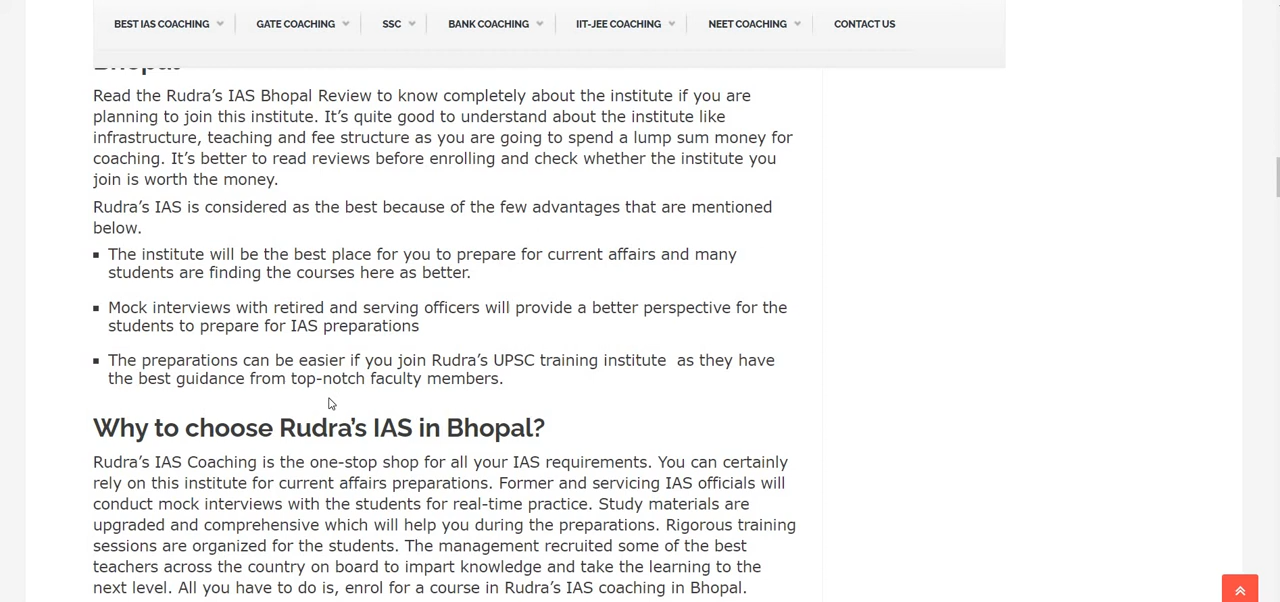 BEST IAS COACHING GATE COACHING SSC BANK COACHING IIT-JEE COACHING NEET COACHING CONTACT US
Bhopal
Read the Rudra’s IAS Bhopal Review to know completely about the institute if you are
planning to join this institute. It’s quite good to understand about the institute like
infrastructure, teaching and fee structure as you are going to spend a lump sum money for
coaching. It’s better to read reviews before enrolling and check whether the institute you
join is worth the money.
Rudra’s IAS is considered as the best because of the few advantages that are mentioned
below.
The institute will be the best place for you to prepare for current affairs and many
students are finding the courses here as better.
Mock interviews with retired and serving officers will provide a better perspective for the
students to prepare for IAS preparations
The preparations can be easier if you join Rudra’s UPSC training institute  as they have
the best guidance from top-notch faculty members.
Why to choose Rudra’s IAS in Bhopal?
Rudra’s IAS Coaching is the one-stop shop for all your IAS requirements. You can certainly
rely on this institute for current affairs preparations. Former and servicing IAS officials will
conduct mock interviews with the students for real-time practice. Study materials are
upgraded and comprehensive which will help you during the preparations. Rigorous training
sessions are organized for the students. The management recruited some of the best
teachers across the country on board to impart knowledge and take the learning to the
next level. All you have to do is, enrol for a course in Rudra’s IAS coaching in Bhopal.